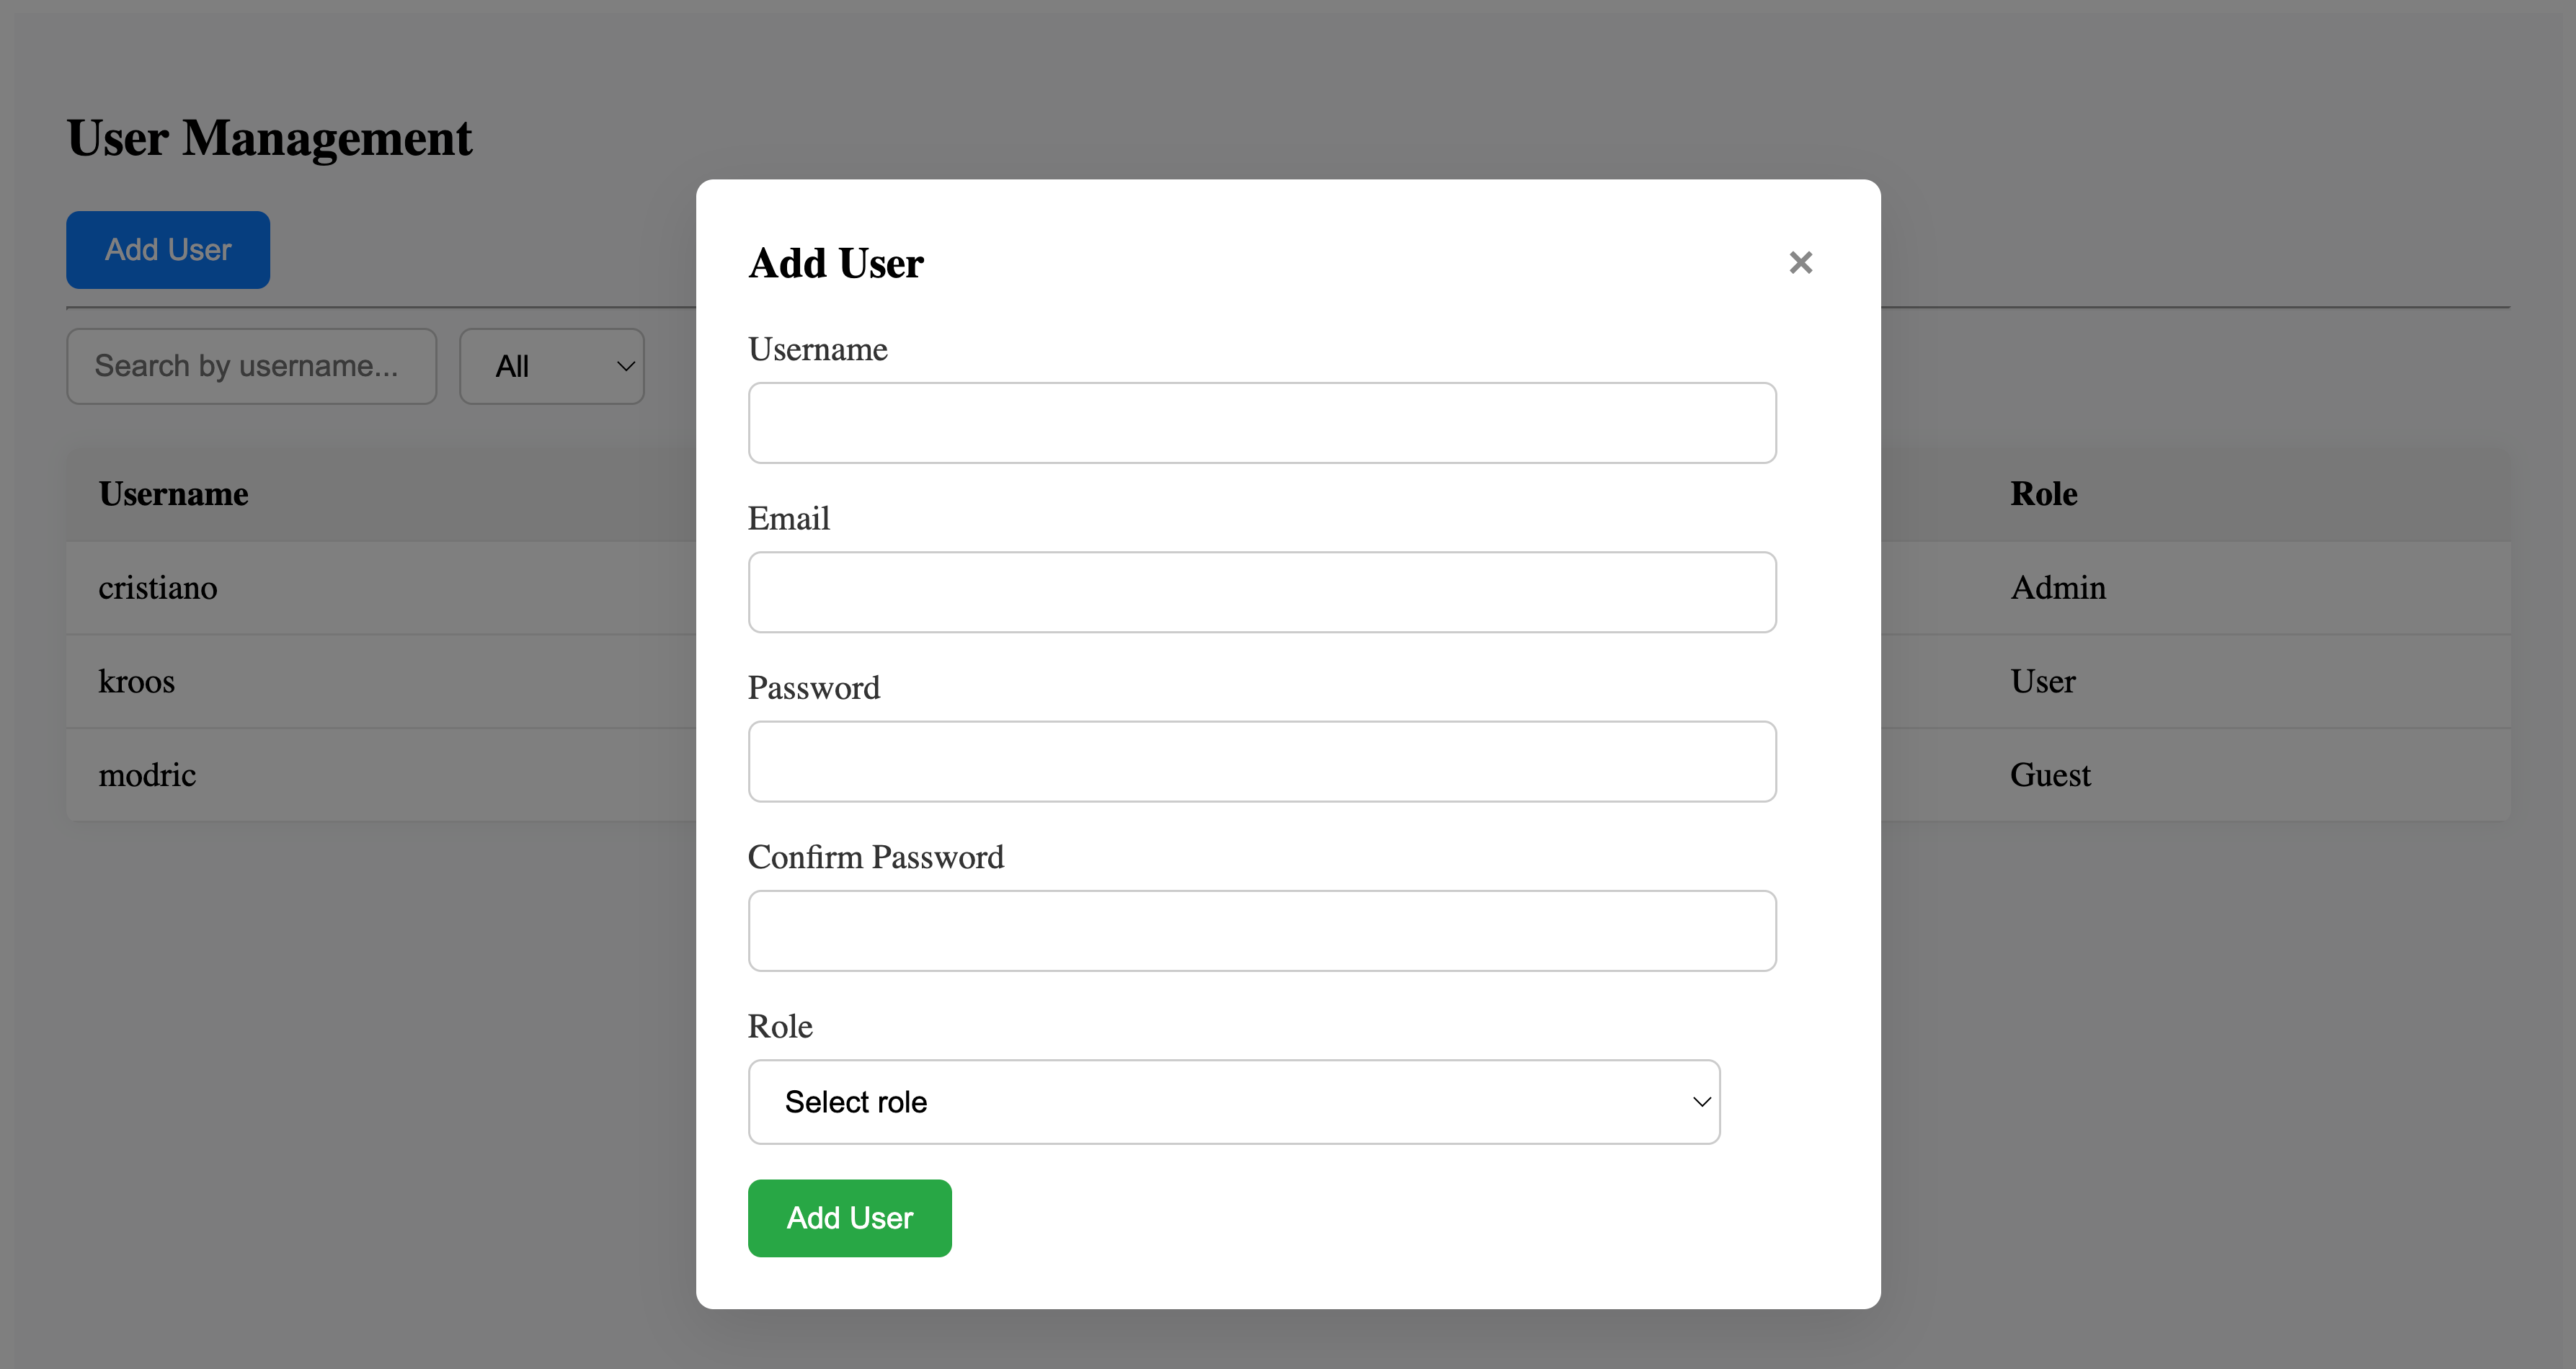 User Management
Add User
Search by username...
All
Username
Role
cristiano
Admin
kroos
User
modric
Guest
Add User
×
Username
Email
Password
Confirm Password
Role
Select role
Add User